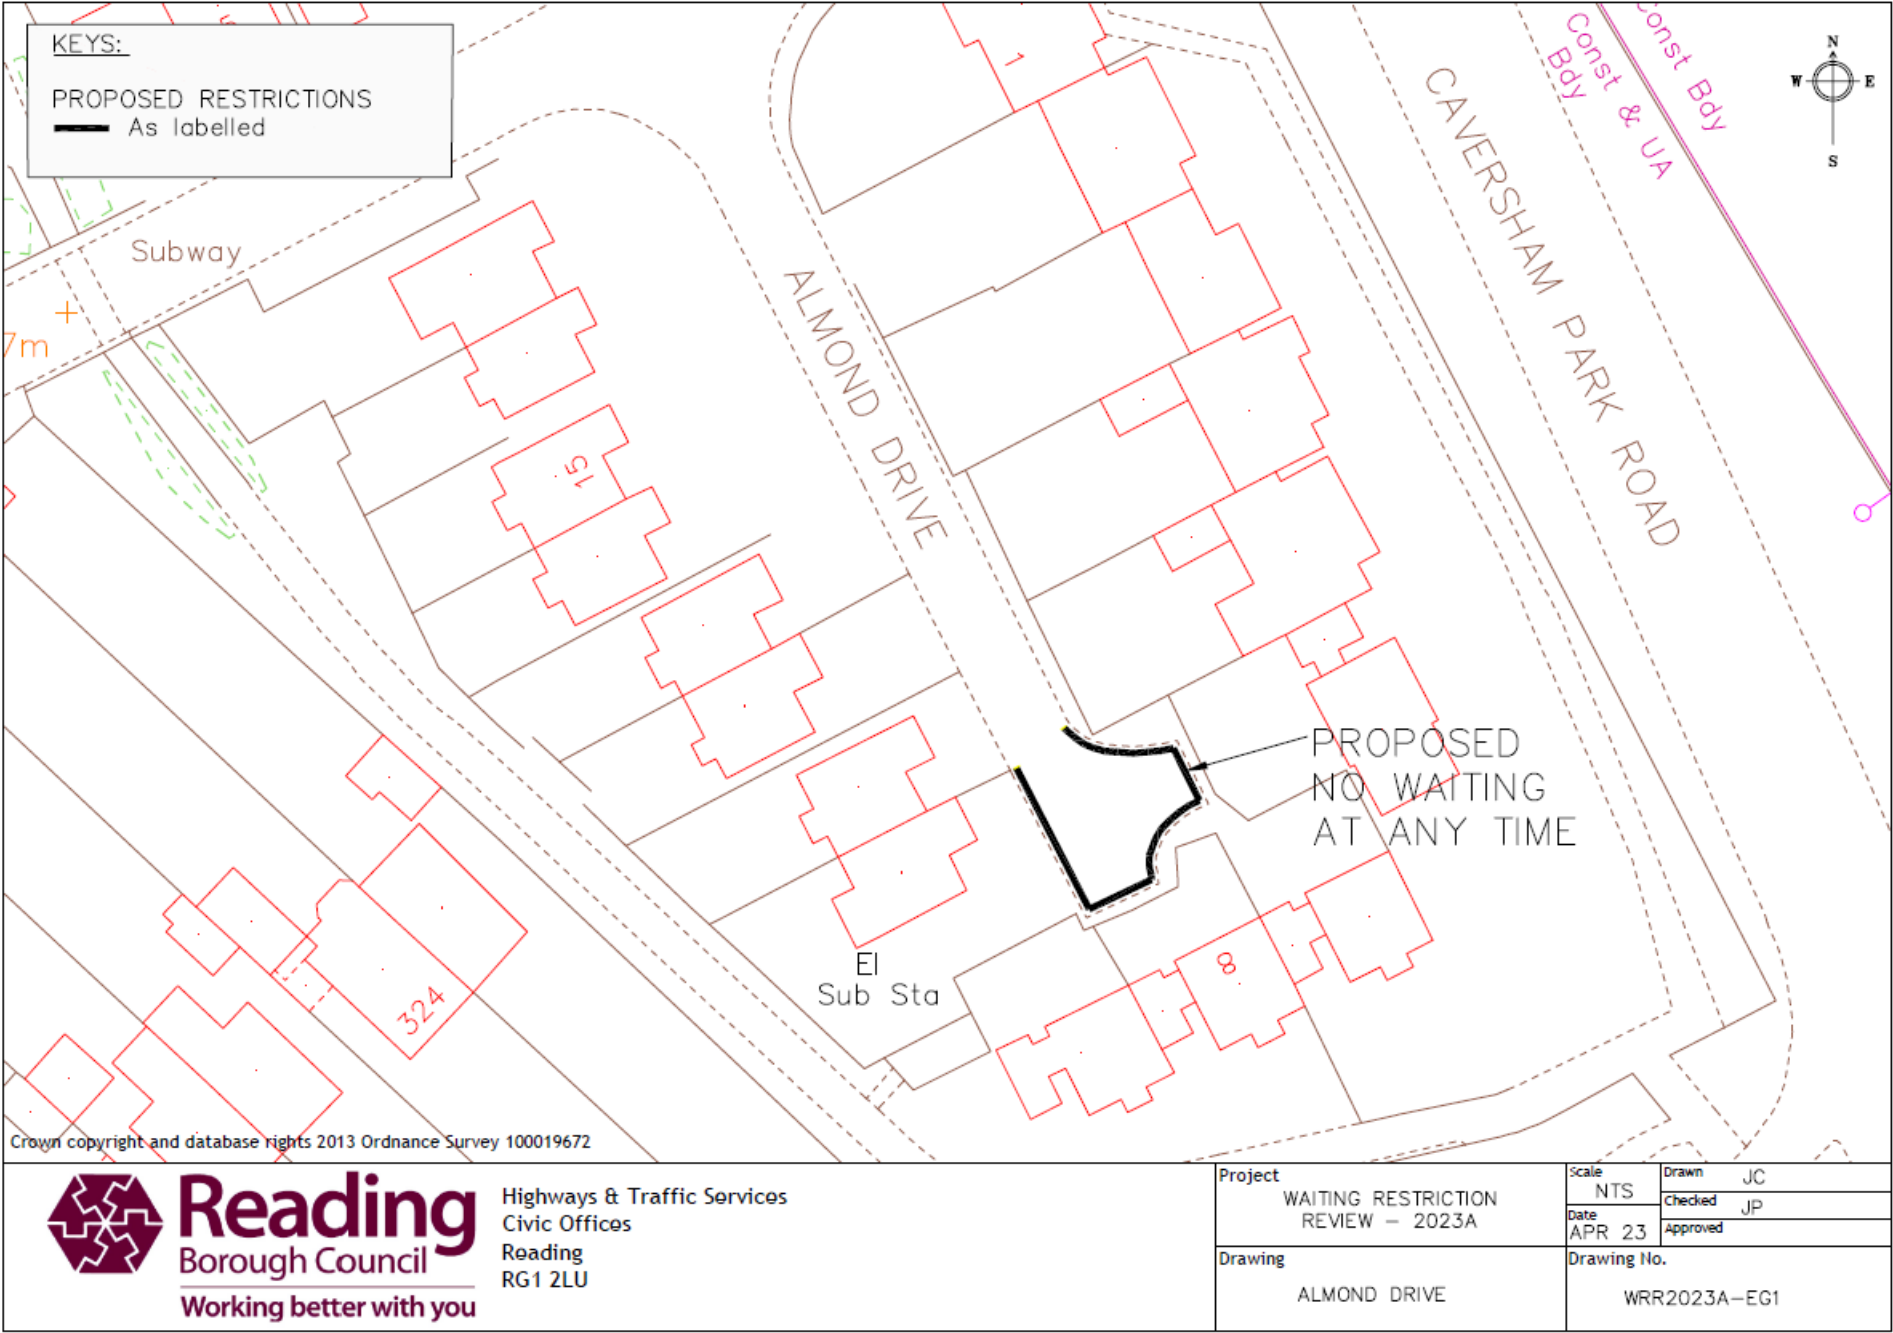 KEYS:
PROPOSED RESTRICTIONS
As labelled
Subway
7m
1
15
324
8
ALMOND DRIVE
CAVERSHAM PARK ROAD
Const Bdy
Const & UA
Bdy
N
W E
S
PROPOSED
NO WAITING
AT ANY TIME
El
Sub Sta
Crown copyright and database rights 2013 Ordnance Survey 100019672
Reading
Borough Council
Working better with you
Highways & Traffic Services
Civic Offices
Reading
RG1 2LU
Project
WAITING RESTRICTION
REVIEW - 2023A
Drawing
ALMOND DRIVE
Scale
NTS
Date
APR 23
Drawn JC
Checked JP
Approved
Drawing No.
WRR2023A-EG1